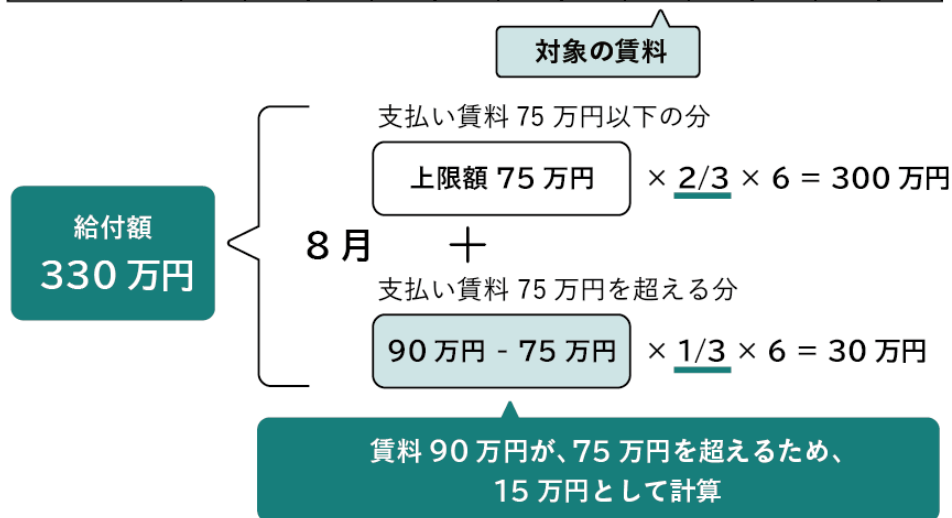 対象の賃料
支払い賃料 75 万円以下の分
上限額 75 万円 × 2/3 × 6 = 300 万円
給付額
330 万円
8 月 +
支払い賃料 75 万円を超える分
90 万円 - 75 万円 × 1/3 × 6 = 30 万円
賃料 90 万円が、75 万円を超えるため、
15 万円として計算